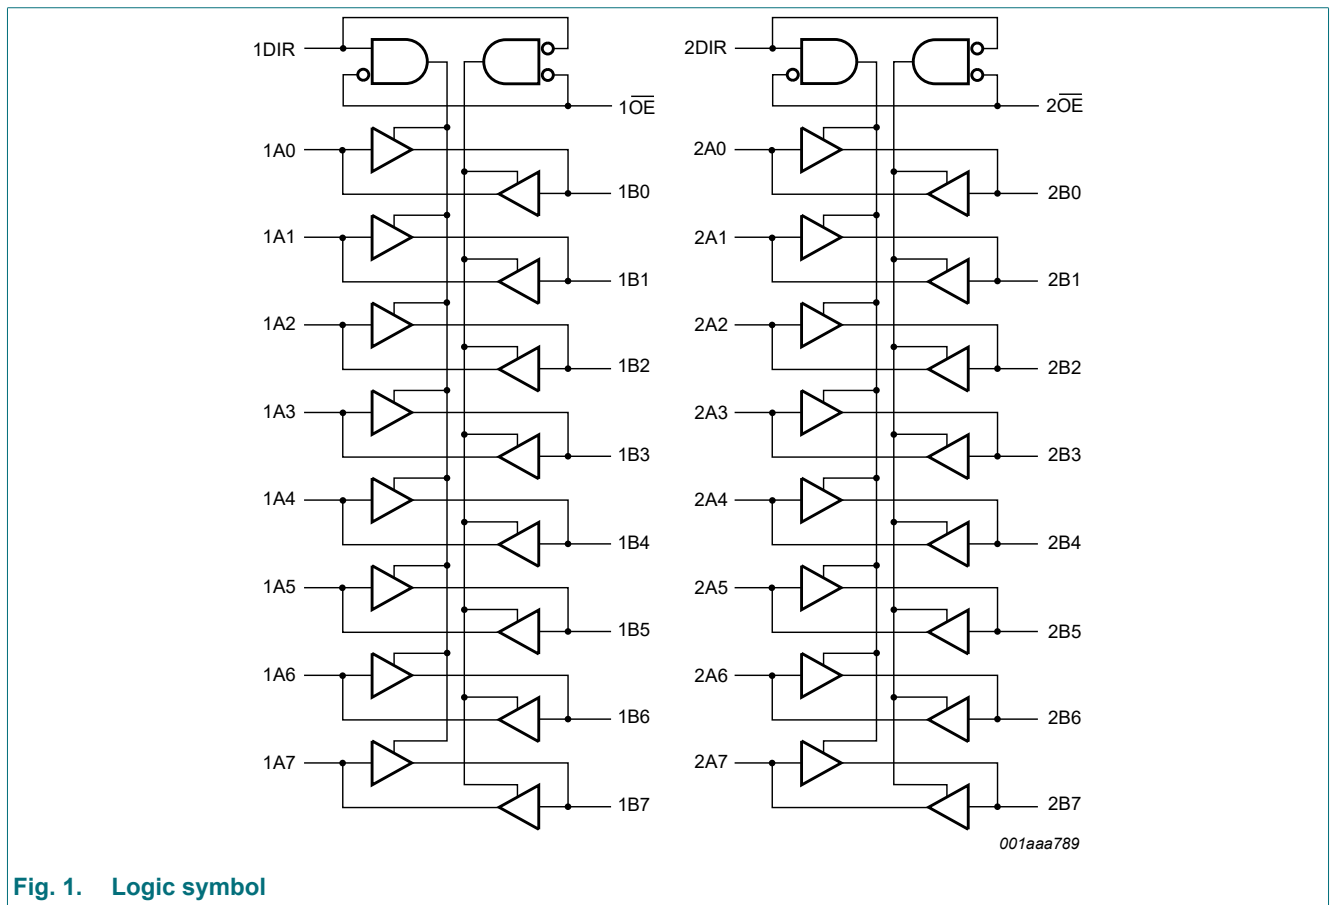 1DIR
1O̅E̅
1A0
1B0
1A1
1B1
1A2
1B2
1A3
1B3
1A4
1B4
1A5
1B5
1A6
1B6
1A7
1B7
2DIR
2O̅E̅
2A0
2B0
2A1
2B1
2A2
2B2
2A3
2B3
2A4
2B4
2A5
2B5
2A6
2B6
2A7
2B7
001aaa789
Fig. 1. Logic symbol